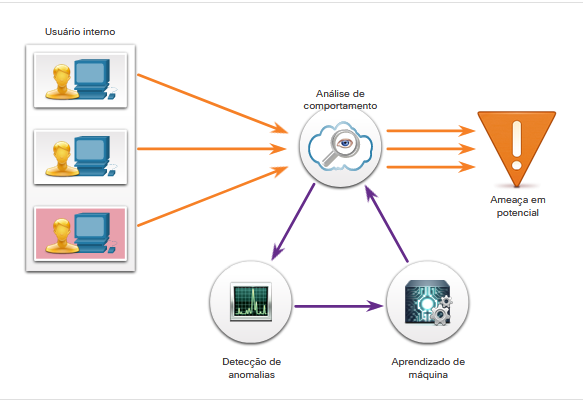 Usuário interno
Análise de
comportamento
Ameaça em
potencial
Detecção de
anomalias
Aprendizado de
máquina